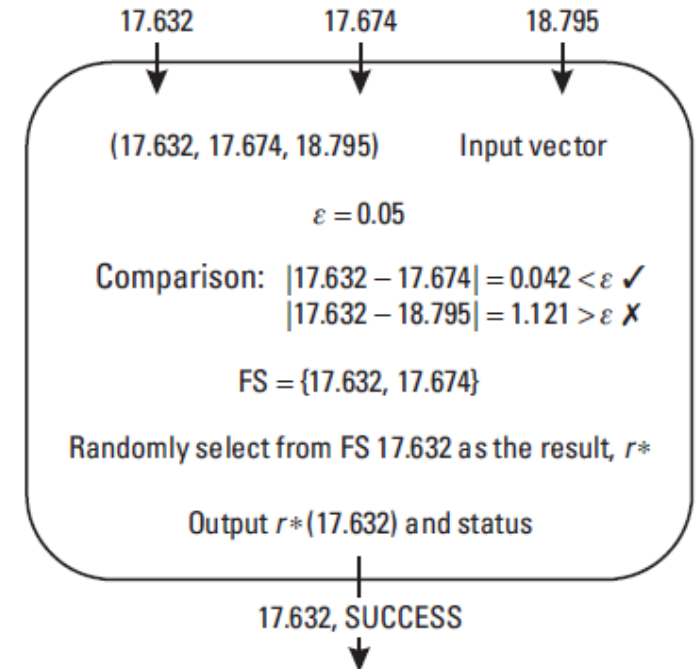 17.632 17.674 18.795
(17.632, 17.674, 18.795) Input vector
ε = 0.05
Comparison: |17.632 – 17.674| = 0.042 < ε ✓
|17.632 – 18.795| = 1.121 > ε ✗
FS = {17.632, 17.674}
Randomly select from FS 17.632 as the result, r*
Output r*(17.632) and status
17.632, SUCCESS